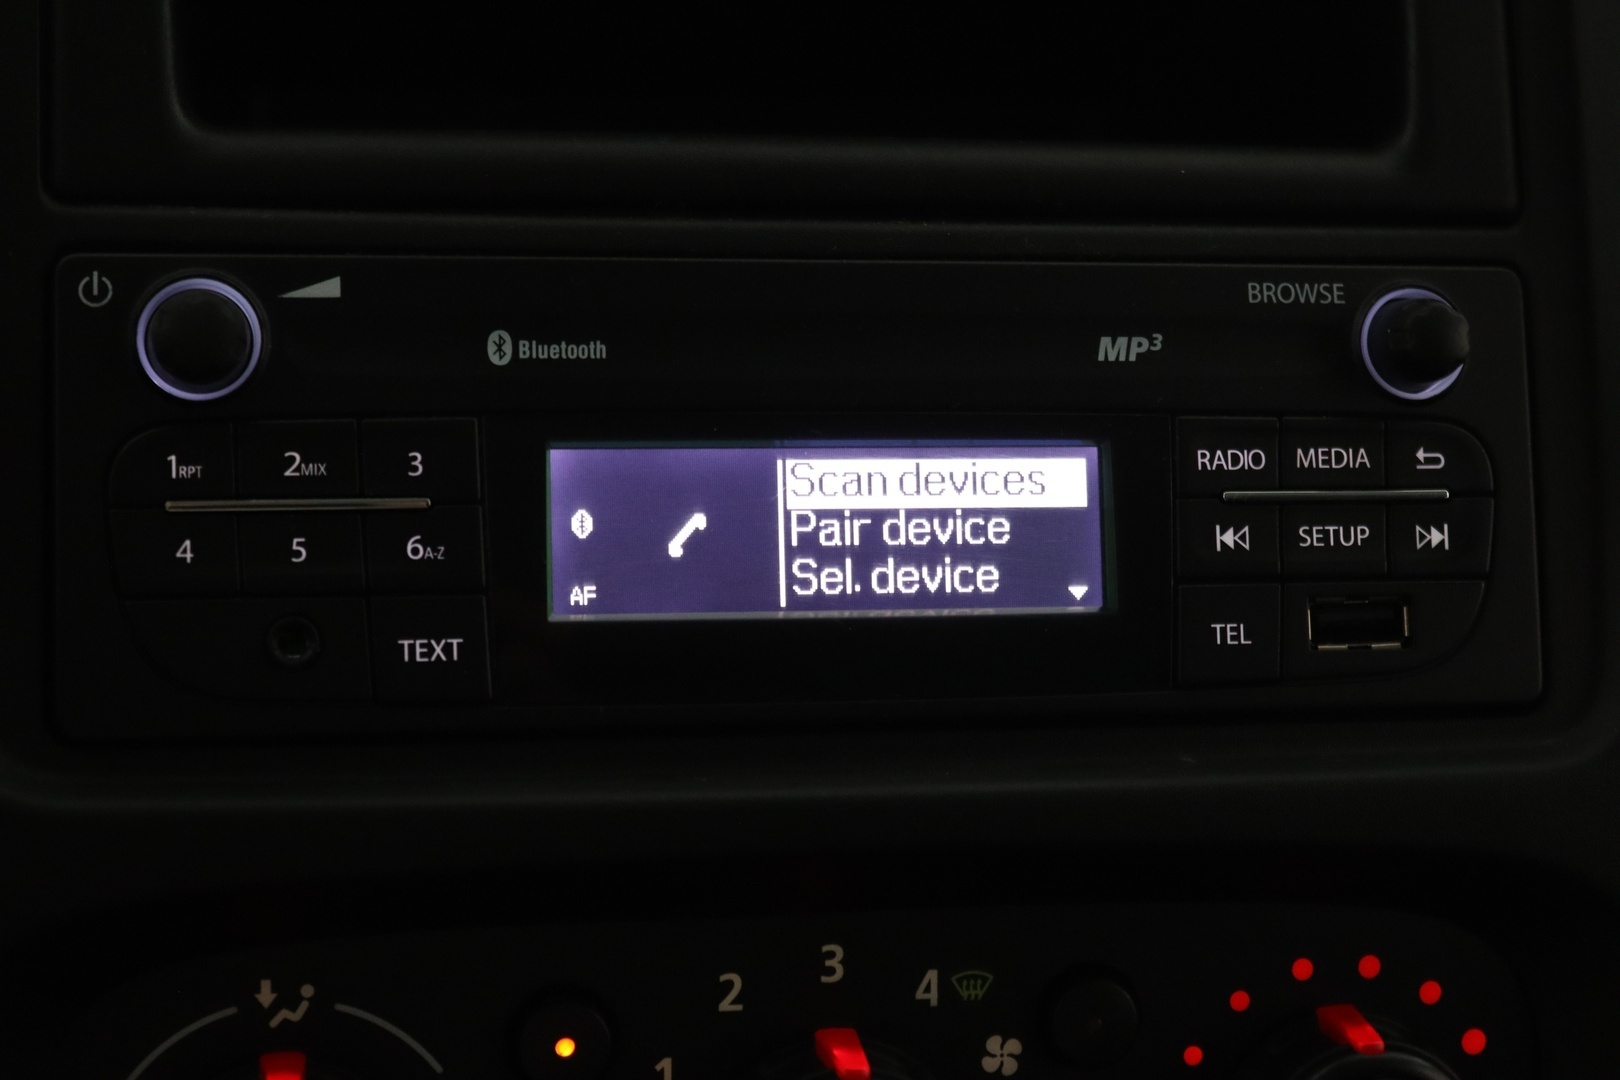 BROWSE
Bluetooth
MP3
1RPT 2MIX 3
4 5 6A-Z
TEXT
Scan devices
Pair device
Sel. device
AF
RADIO MEDIA
SETUP
TEL
1 2 3 4